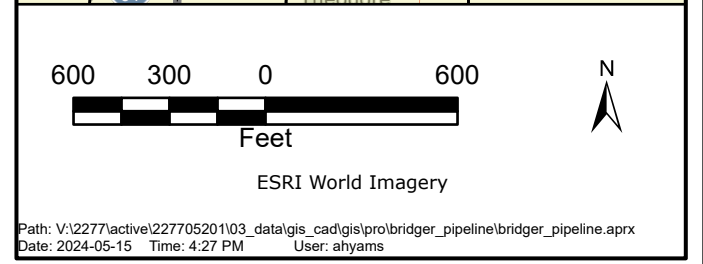 600 300 0 600
N
Feet
ESRI World Imagery
Path: V:\2277\active\227705201\03_data\gis_cad\gis\pro\bridger_pipeline\bridger_pipeline.aprx
Date: 2024-05-15 Time: 4:27 PM User: ahyams